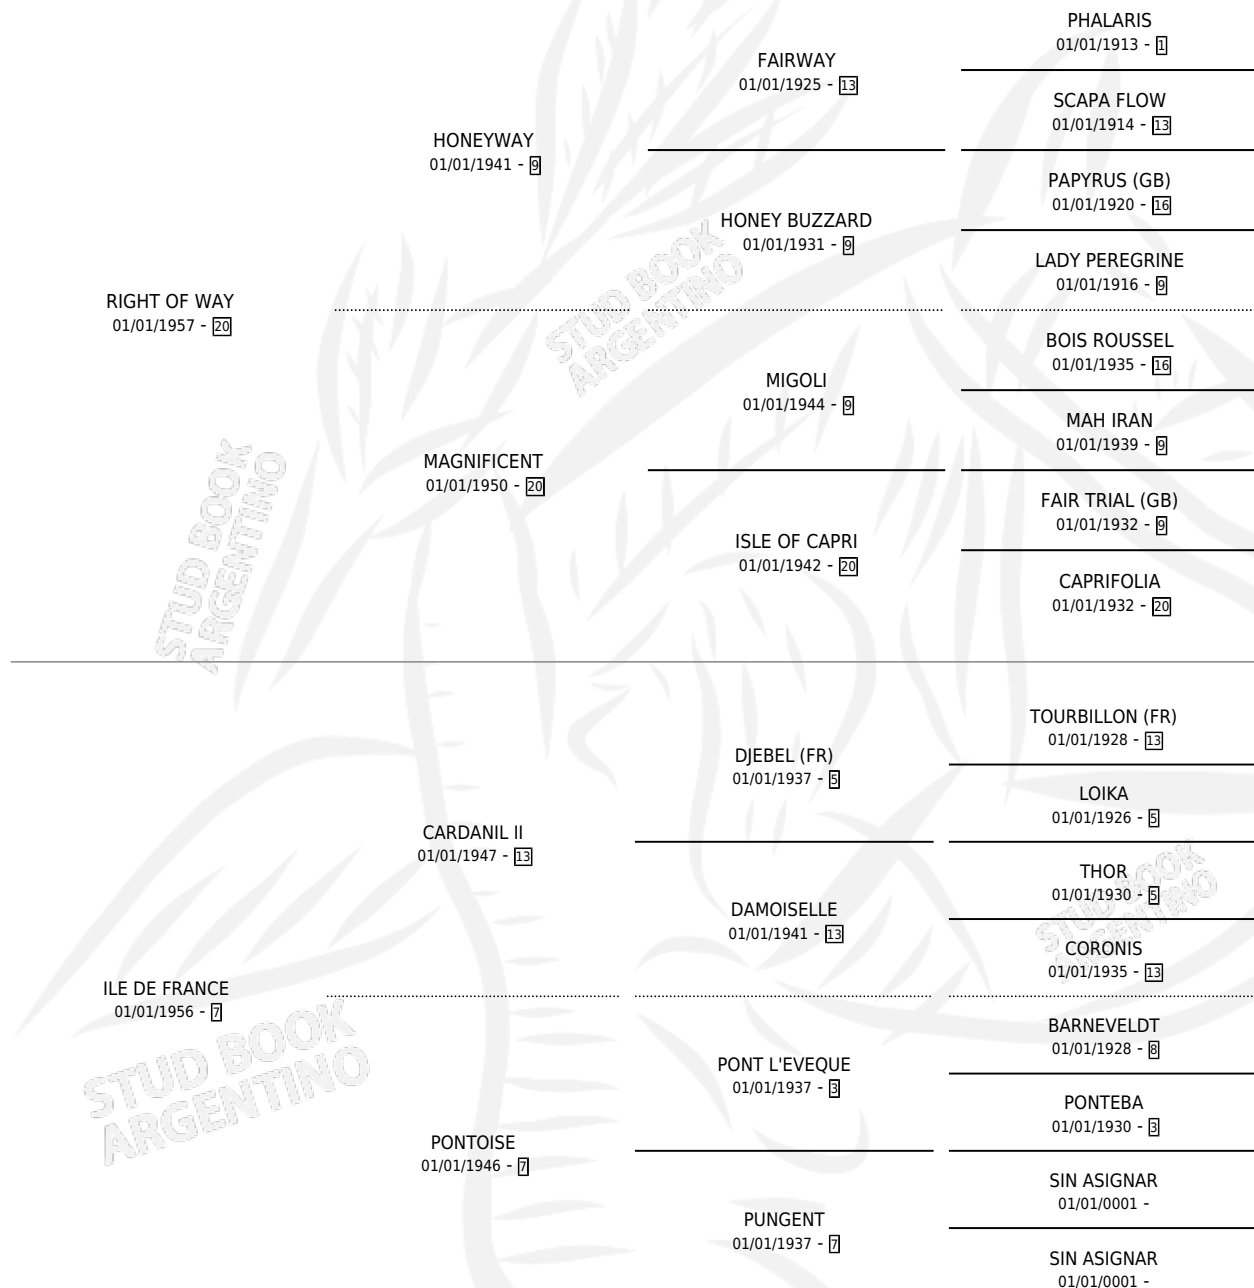 PHALARIS
01/01/1913 - 1
FAIRWAY
01/01/1925 - 13
SCAPA FLOW
01/01/1914 - 13
HONEYWAY
01/01/1941 - 9
PAPYRUS (GB)
01/01/1920 - 16
HONEY BUZZARD
01/01/1931 - 9
LADY PEREGRINE
01/01/1916 - 9
RIGHT OF WAY
01/01/1957 - 20
STUD BOOK
ARGENTINO
BOIS ROUSSEL
01/01/1935 - 16
MIGOLI
01/01/1944 - 9
MAH IRAN
01/01/1939 - 9
MAGNIFICENT
01/01/1950 - 20
FAIR TRIAL (GB)
01/01/1932 - 9
ISLE OF CAPRI
01/01/1942 - 20
CAPRIFOLIA
01/01/1932 - 20
STUD BOOK
ARGENTINO
TOURBILLON (FR)
01/01/1928 - 13
DJEBEL (FR)
01/01/1937 - 5
LOIKA
01/01/1926 - 5
CARDANIL II
01/01/1947 - 13
THOR
01/01/1930 - 5
DAMOISELLE
01/01/1941 - 13
STUD BOOK
ARGENTINO
CORONIS
01/01/1935 - 13
ILE DE FRANCE
01/01/1956 - 7
BARNEVELDT
01/01/1928 - 8
PONT L'EVEQUE
01/01/1937 - 3
STUD BOOK
ARGENTINO
PONTEBA
01/01/1930 - 3
PONTOISE
01/01/1946 - 7
SIN ASIGNAR
01/01/0001 -
PUNGENT
01/01/1937 - 7
SIN ASIGNAR
01/01/0001 -